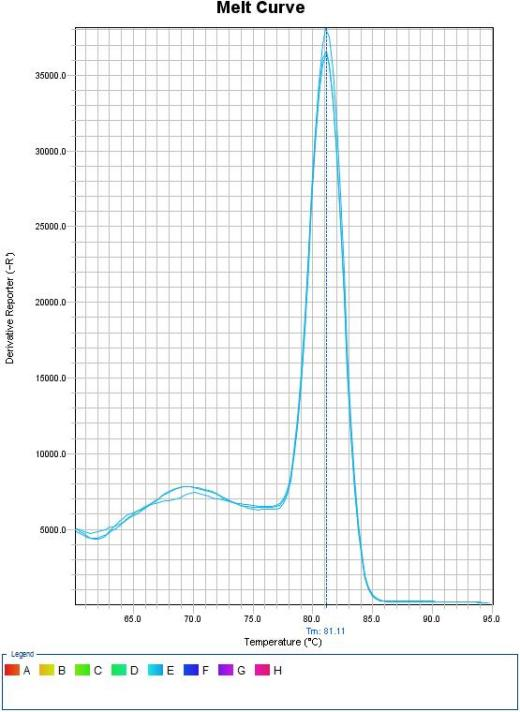 Melt Curve
35000.0
30000.0
25000.0
20000.0
15000.0
10000.0
5000.0
Derivative Reporter (-R')
65.0 70.0 75.0 80.0 85.0 90.0 95.0
Tm: 81.11
Temperature (°C)
Legend
A B C D E F G H